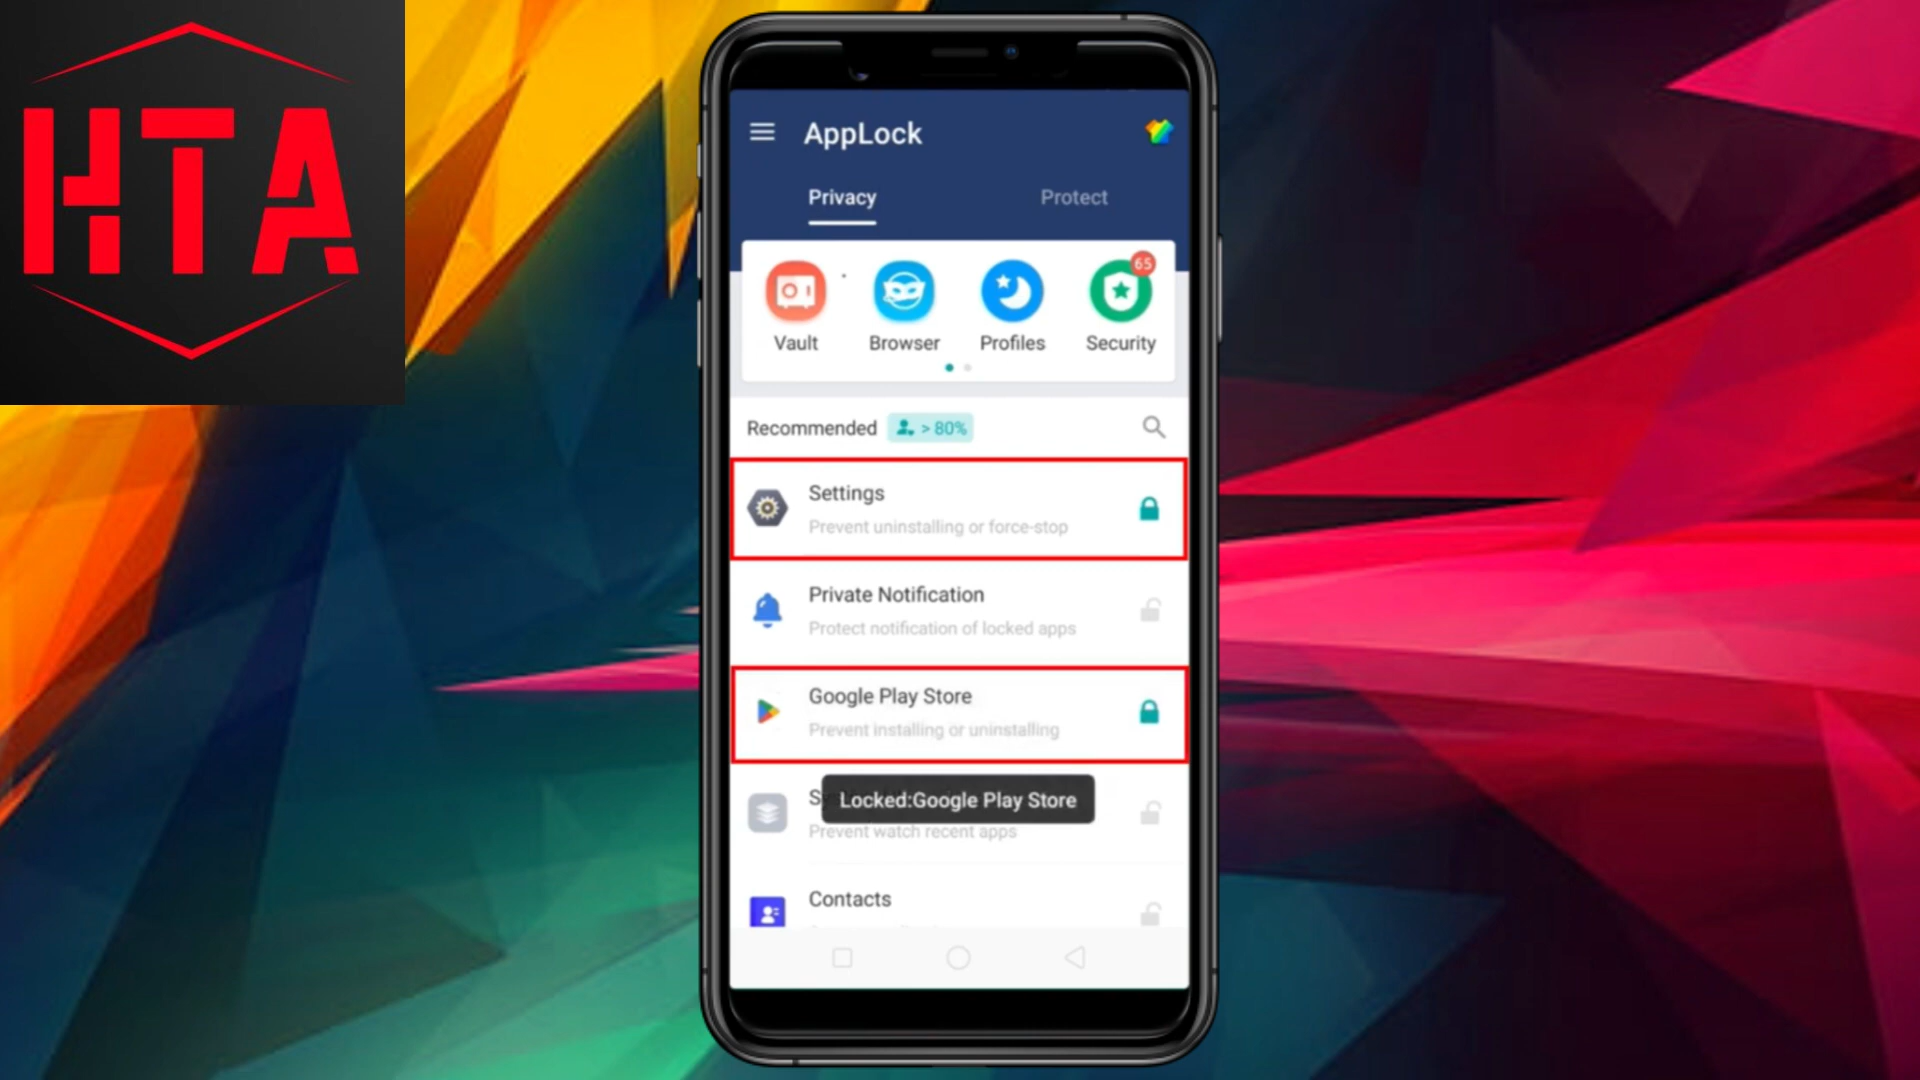 HTA
AppLock
Privacy
Protect
65
Vault
Browser
Profiles
Security
Recommended
> 80%
Settings
Prevent uninstalling or force-stop
Private Notification
Protect notification of locked apps
Google Play Store
Prevent installing or uninstalling
Locked:Google Play Store
Prevent watch recent apps
Contacts